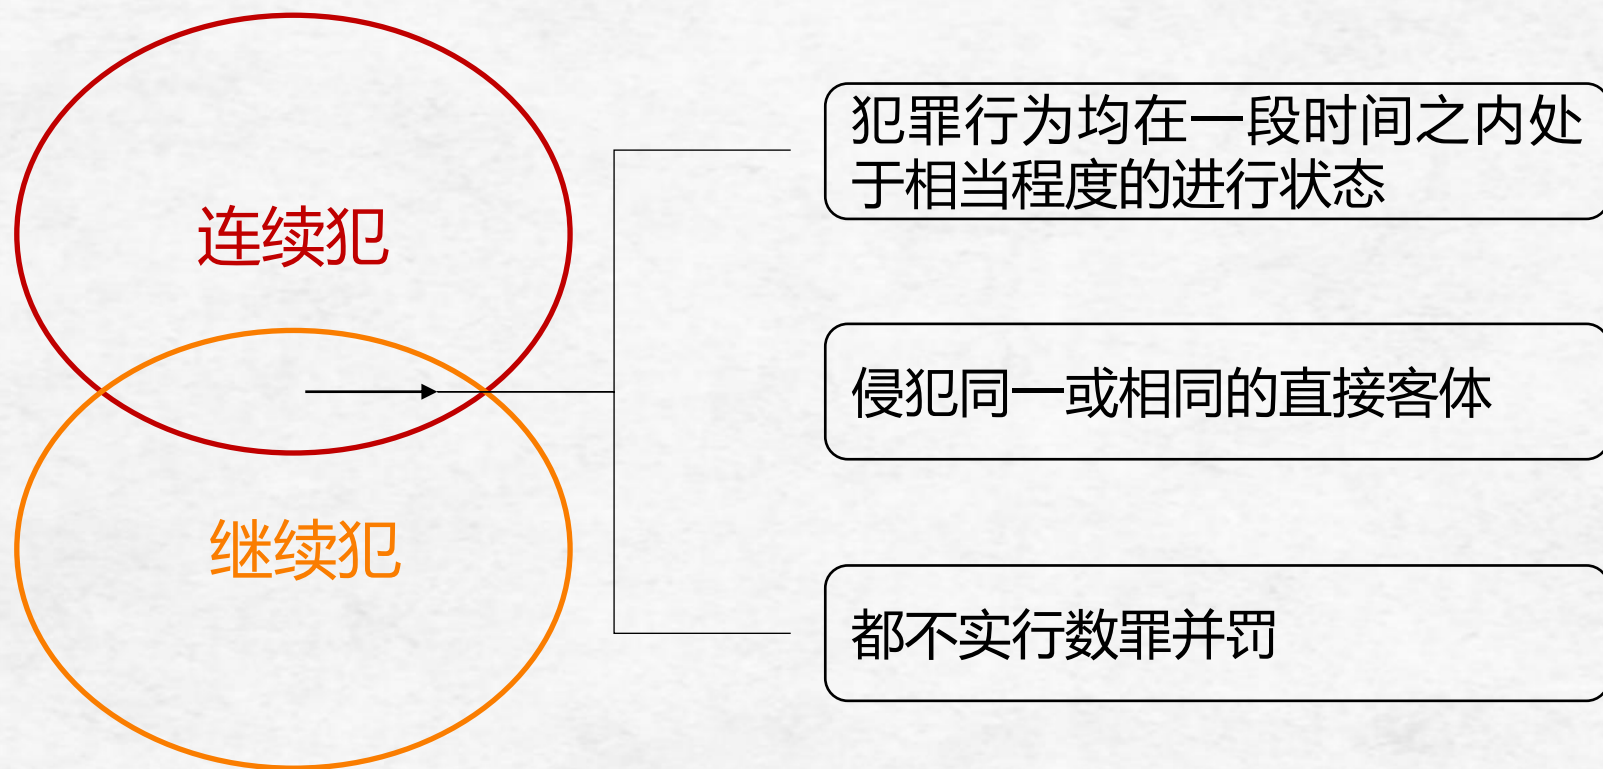 连续犯
继续犯
犯罪行为均在一段时间之内处
于相当程度的进行状态
侵犯同一或相同的直接客体
都不实行数罪并罚